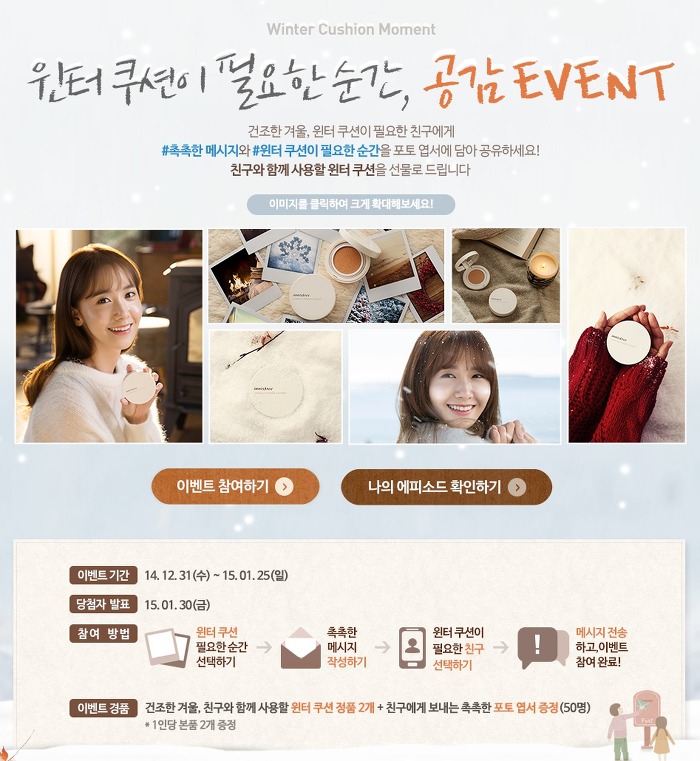 Winter Cushion Moment
윈터 쿠션이 필요한 순간, 공감 EVENT
건조한 겨울, 윈터 쿠션이 필요한 친구에게
#촉촉한 메시지와 #윈터 쿠션이 필요한 순간을 포토 엽서에 담아 공유하세요!
친구와 함께 사용할 윈터 쿠션을 선물로 드립니다
이미지를 클릭하여 크게 확대해보세요!
innisfree
innisfree
innisfree
innisfree
innisfree
이벤트 참여하기
나의 에피소드 확인하기
이벤트 기간 14. 12. 31(수) ~ 15. 01. 25(일)
당첨자 발표 15. 01. 30(금)
참여 방법
윈터 쿠션
필요한 순간
선택하기
촉촉한
메시지
작성하기
윈터 쿠션이
필요한 친구
선택하기
메시지 전송
하고,이벤트
참여 완료!
이벤트 경품 건조한 겨울, 친구와 함께 사용할 윈터 쿠션 정품 2개 + 친구에게 보내는 촉촉한 포토 엽서 증정(50명)
* 1인당 본품 2개 증정
Post